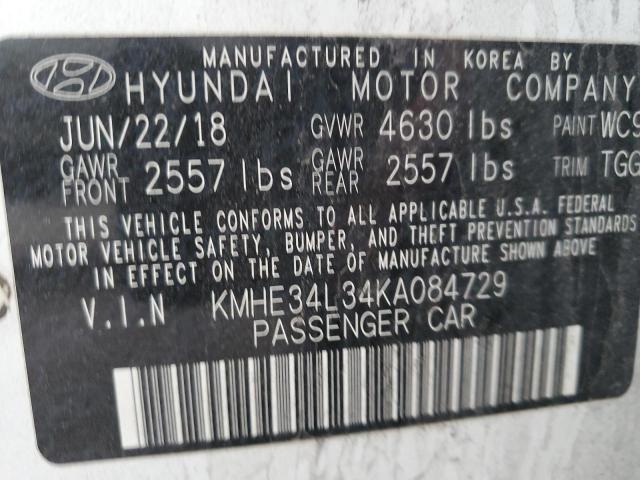 MANUFACTURED IN KOREA BY
HYUNDAI MOTOR COMPANY
JUN/22/18 GVWR 4630 lbs PAINT WC9
GAWR FRONT 2557 lbs GAWR REAR 2557 lbs TRIM TGG
THIS VEHICLE CONFORMS TO ALL APPLICABLE U.S.A. FEDERAL
MOTOR VEHICLE SAFETY, BUMPER, AND THEFT PREVENTION STANDARDS
IN EFFECT ON THE DATE OF MANUFACTURE SHOWN ABOVE
V.I.N KMHE34L34KA084729
PASSENGER CAR